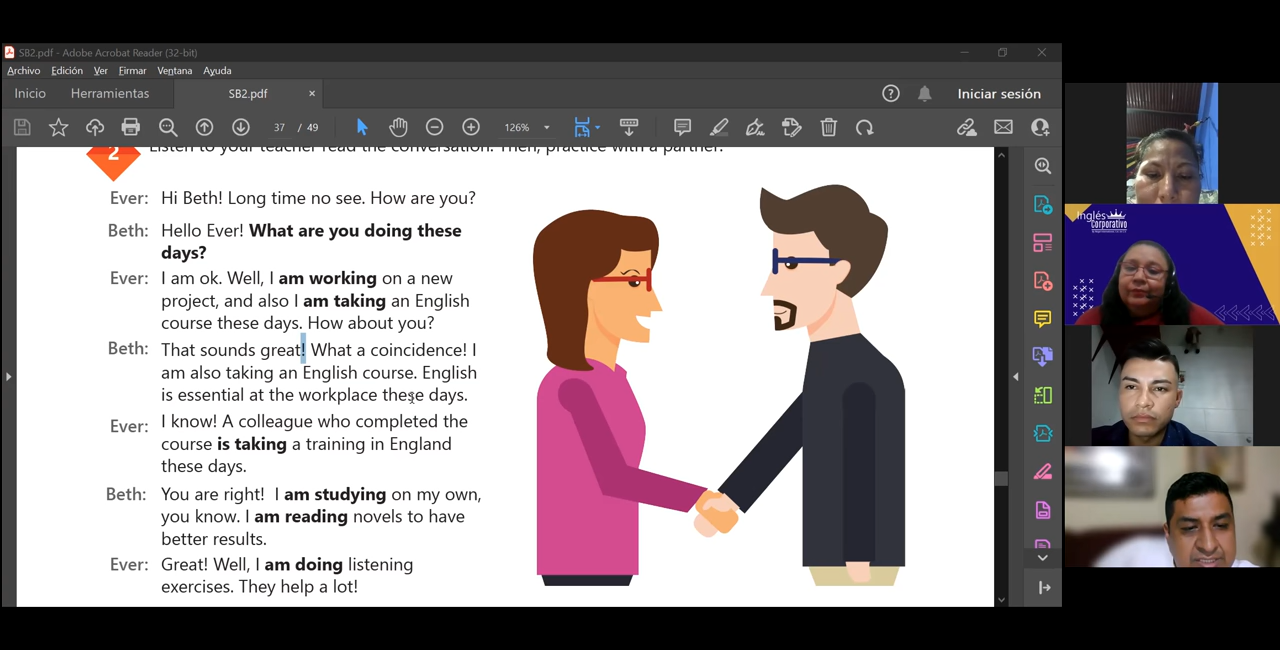 SB2.pdf - Adobe Acrobat Reader (32-bit)
Archivo Edición Ver Firmar Ventana Ayuda
Inicio Herramientas SB2.pdf × Iniciar sesión
37 / 49 126%
2 Listen to your teacher read the conversation. Then, practice with a partner.
Ever: Hi Beth! Long time no see. How are you?
Beth: Hello Ever! What are you doing these
days?
Ever: I am ok. Well, I am working on a new
project, and also I am taking an English
course these days. How about you?
Beth: That sounds great! What a coincidence! I
am also taking an English course. English
is essential at the workplace these days.
Ever: I know! A colleague who completed the
course is taking a training in England
these days.
Beth: You are right! I am studying on my own,
you know. I am reading novels to have
better results.
Ever: Great! Well, I am doing listening
exercises. They help a lot!
Inglés
Corporativo